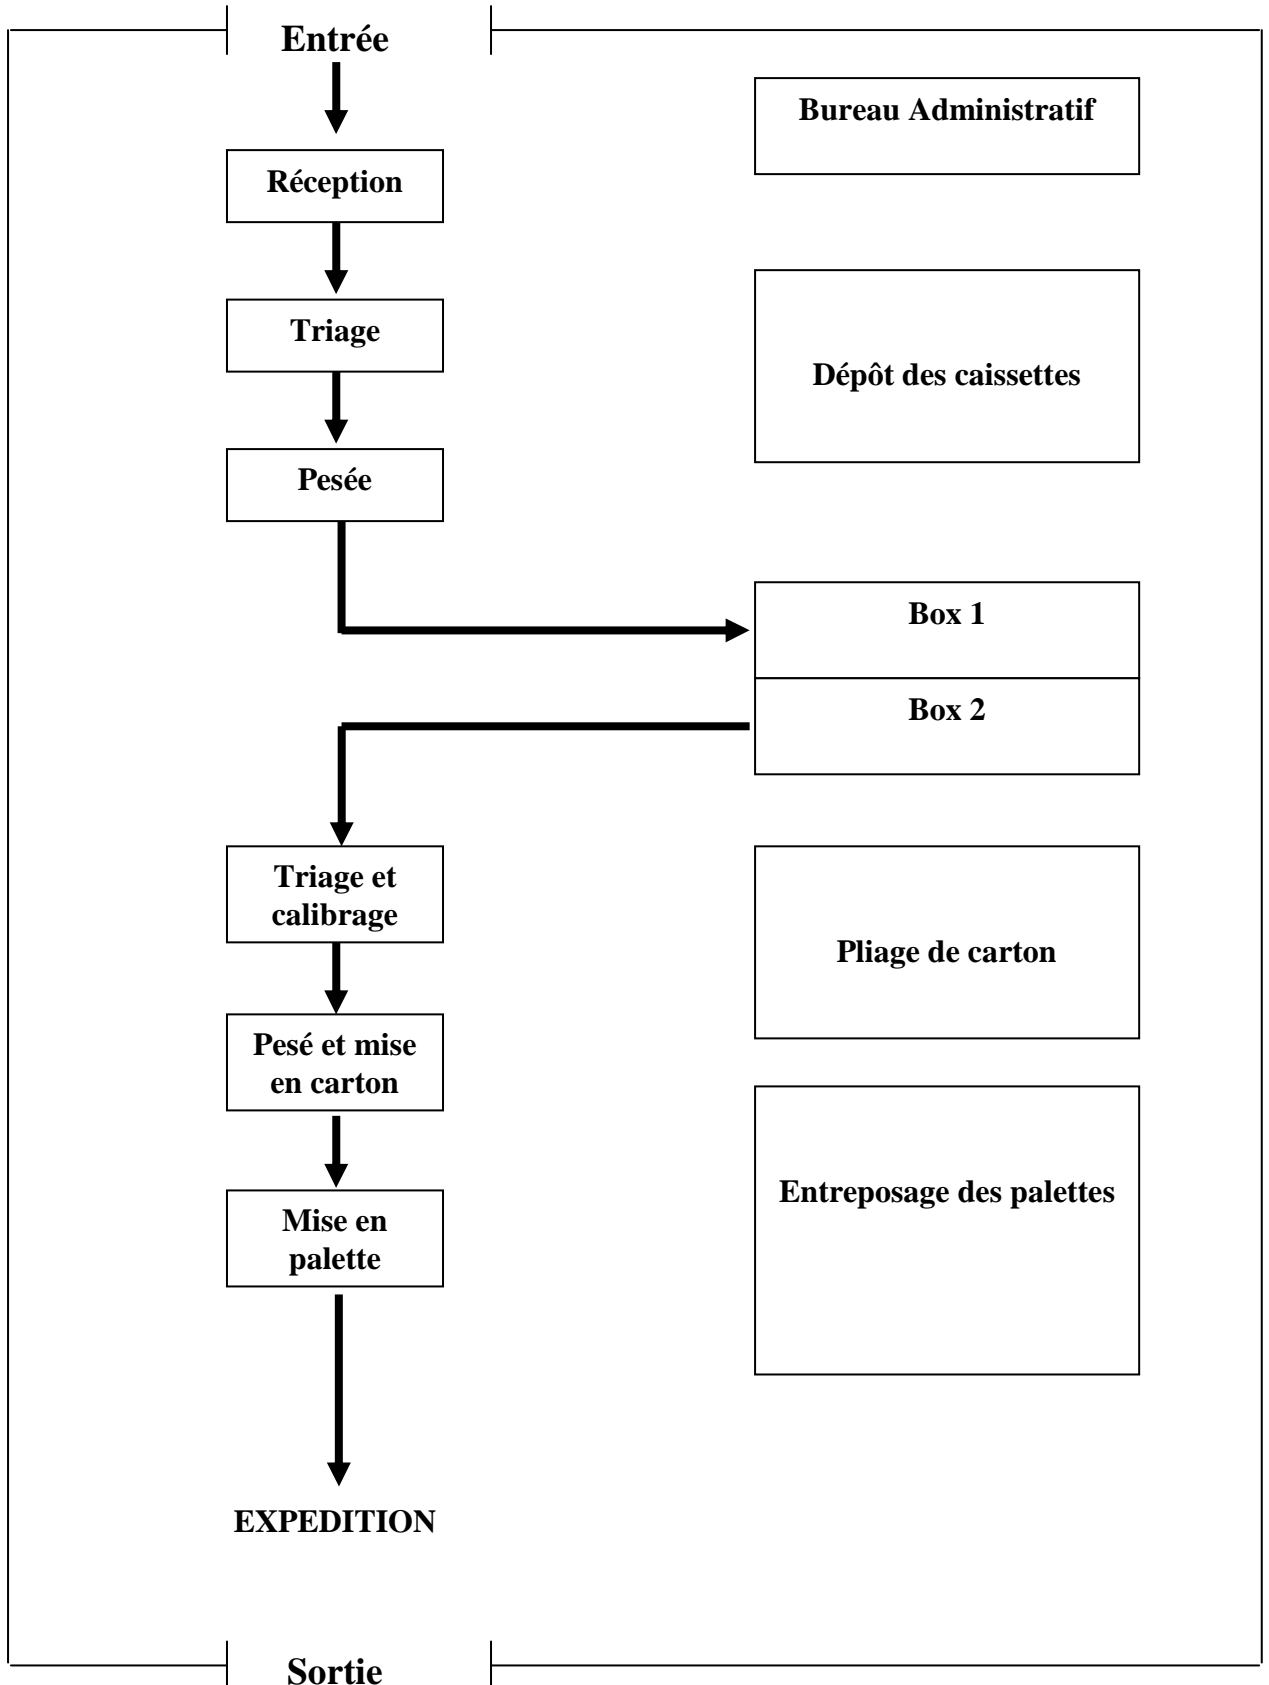 Entrée
Bureau Administratif
Réception
Triage
Dépôt des caissettes
Pesée
Box 1
Box 2
Triage et
calibrage
Pliage de carton
Pesé et mise
en carton
Entreposage des palettes
Mise en
palette
EXPEDITION
Sortie